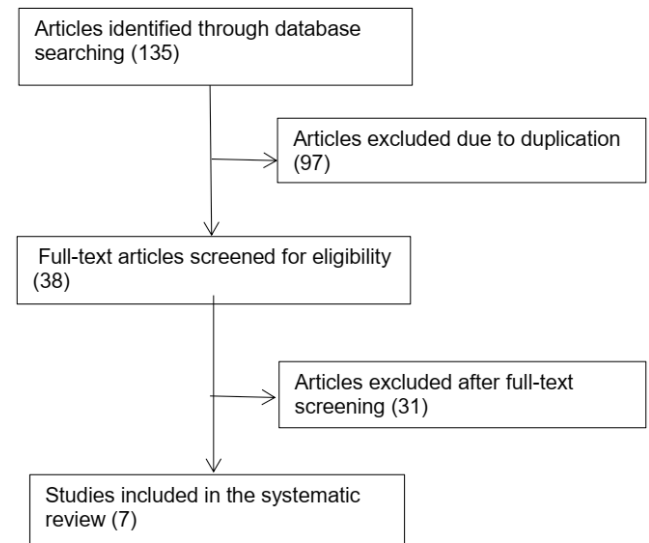 Articles identified through database
searching (135)
Articles excluded due to duplication
(97)
Full-text articles screened for eligibility
(38)
Articles excluded after full-text
screening (31)
Studies included in the systematic
review (7)